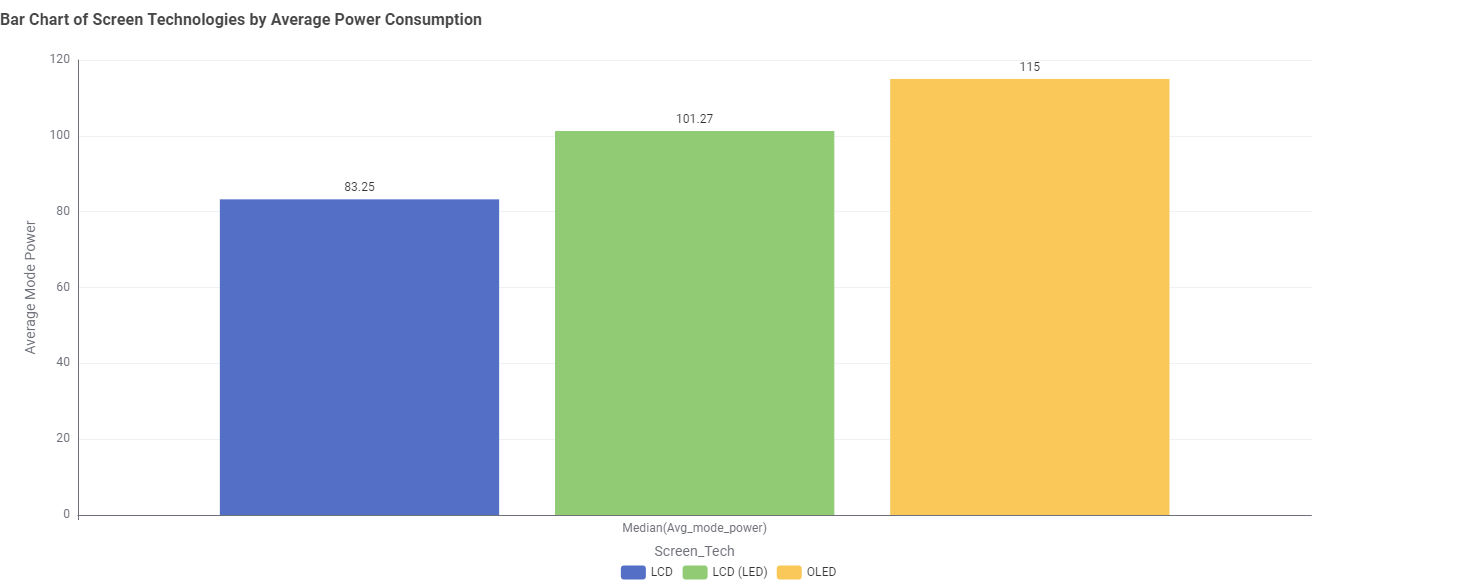 Bar Chart of Screen Technologies by Average Power Consumption
120
100
80
60
40
20
0
Average Mode Power
83.25
101.27
115
Median(Avg_mode_power)
Screen_Tech
LCD LCD (LED) OLED